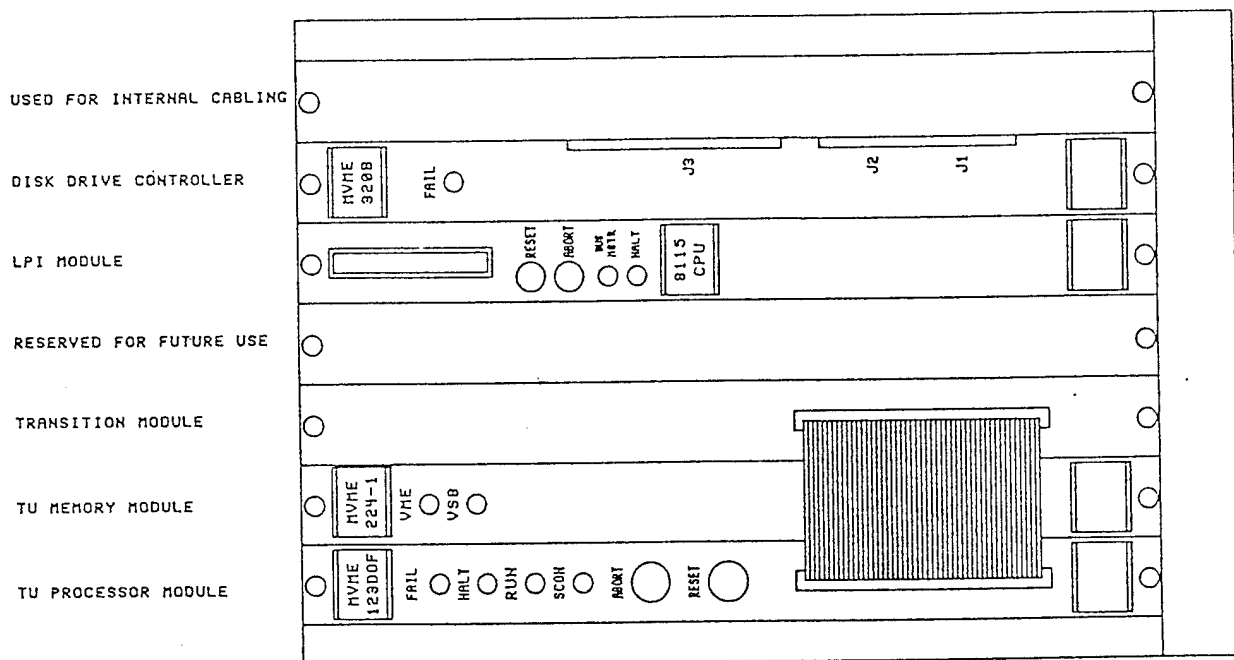 USED FOR INTERNAL CABLING
J3
J2
J1
DISK DRIVE CONTROLLER
MVME
320B
FAIL
LPI MODULE
RESET
ABORT
BUS
MSTR
HALT
8115
CPU
RESERVED FOR FUTURE USE
TRANSITION MODULE
TU MEMORY MODULE
MVME
224-1
VME
VSB
TU PROCESSOR MODULE
MVME
123DOF
FAIL
HALT
RUN
SCON
ABORT
RESET